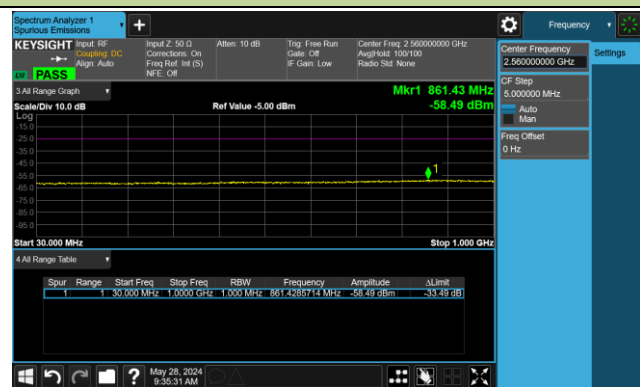 Spectrum Analyzer 1
Spurious Emissions
Frequency
KEYSIGHT
Input: RF
Coupling: DC
Align: Auto
Input Z: 50 Ω
Corrections: On
Freq Ref: Int (S)
NFE: Off
Atten: 10 dB
Trig: Free Run
Gate: Off
IF Gain: Low
Center Freq: 2.560000000 GHz
Avg|Hold: 100/100
Radio Std: None
PASS
Center Frequency
2.560000000 GHz
Settings
CF Step
5.000000 MHz
Auto
Man
Freq Offset
0 Hz
3 All Range Graph
Mkr1 861.43 MHz
Scale/Div 10.0 dB
Ref Value -5.00 dBm
-58.49 dBm
Log
-15.0
-25.0
-35.0
-45.0
-55.0
-65.0
-75.0
-85.0
-95.0
1
Start 30.000 MHz
Stop 1.000 GHz
4 All Range Table
Spur Range Start Freq Stop Freq RBW Frequency Amplitude ΔLimit
1 1 30.000 MHz 1.0000 GHz 1.000 MHz 861.4285714 MHz -58.49 dBm -33.49 dB
?
May 28, 2024
9:35:31 AM